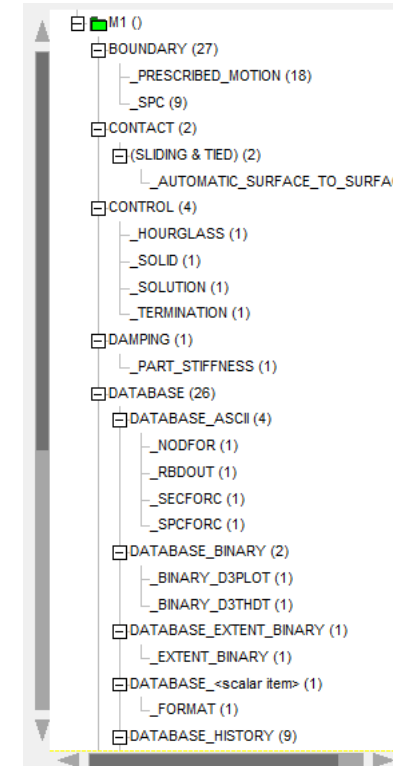 M1 ()
BOUNDARY (27)
_PRESCRIBED_MOTION (18)
_SPC (9)
CONTACT (2)
(SLIDING & TIED) (2)
_AUTOMATIC_SURFACE_TO_SURFA
CONTROL (4)
_HOURGLASS (1)
_SOLID (1)
_SOLUTION (1)
_TERMINATION (1)
DAMPING (1)
_PART_STIFFNESS (1)
DATABASE (26)
DATABASE_ASCII (4)
_NODFOR (1)
_RBDOUT (1)
_SECFORC (1)
_SPCFORC (1)
DATABASE_BINARY (2)
_BINARY_D3PLOT (1)
_BINARY_D3THDT (1)
DATABASE_EXTENT_BINARY (1)
_EXTENT_BINARY (1)
DATABASE_<scalar item> (1)
_FORMAT (1)
DATABASE_HISTORY (9)